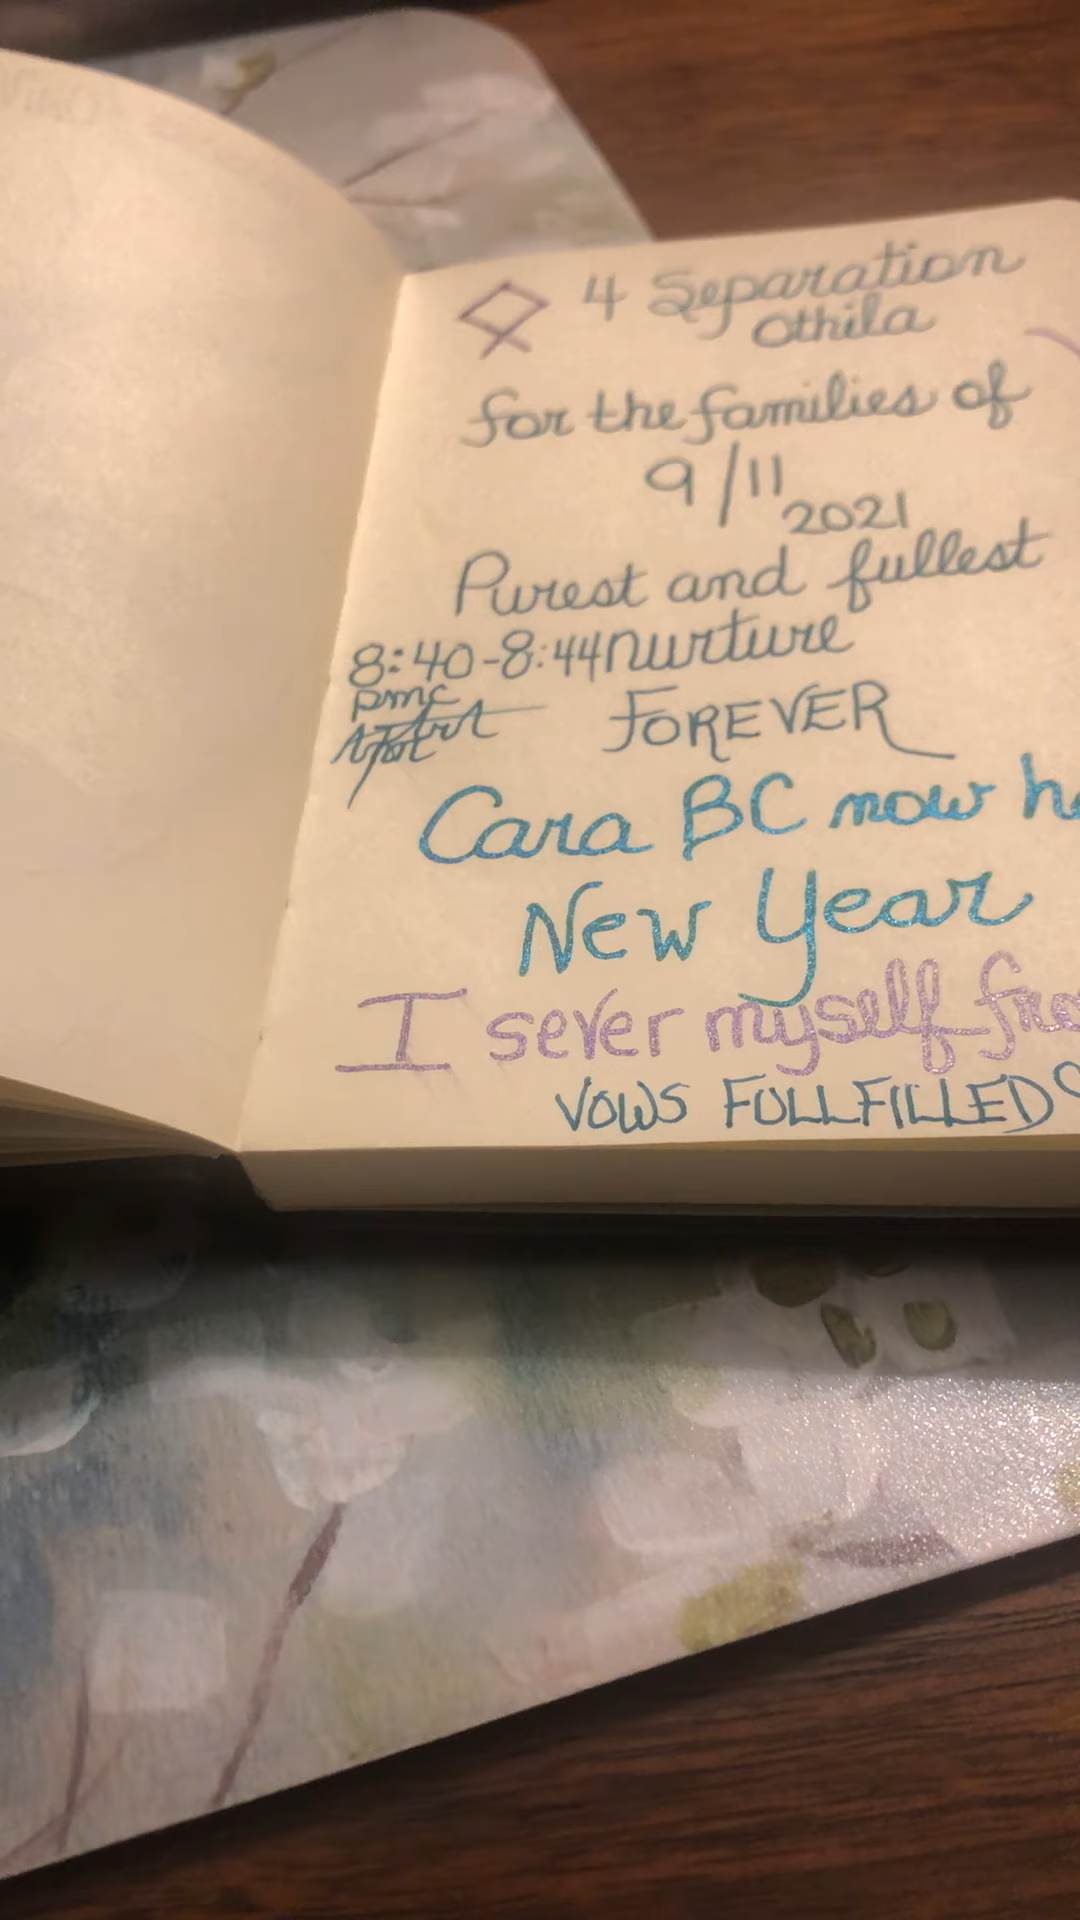 4 Separation
Othila
for the families of
9/11
2021
Purest and fullest
8:40-8:44 nurture
pmc
FOREVER
Cara BC now
New Year
I sever myself
VOWS FULLFILLED